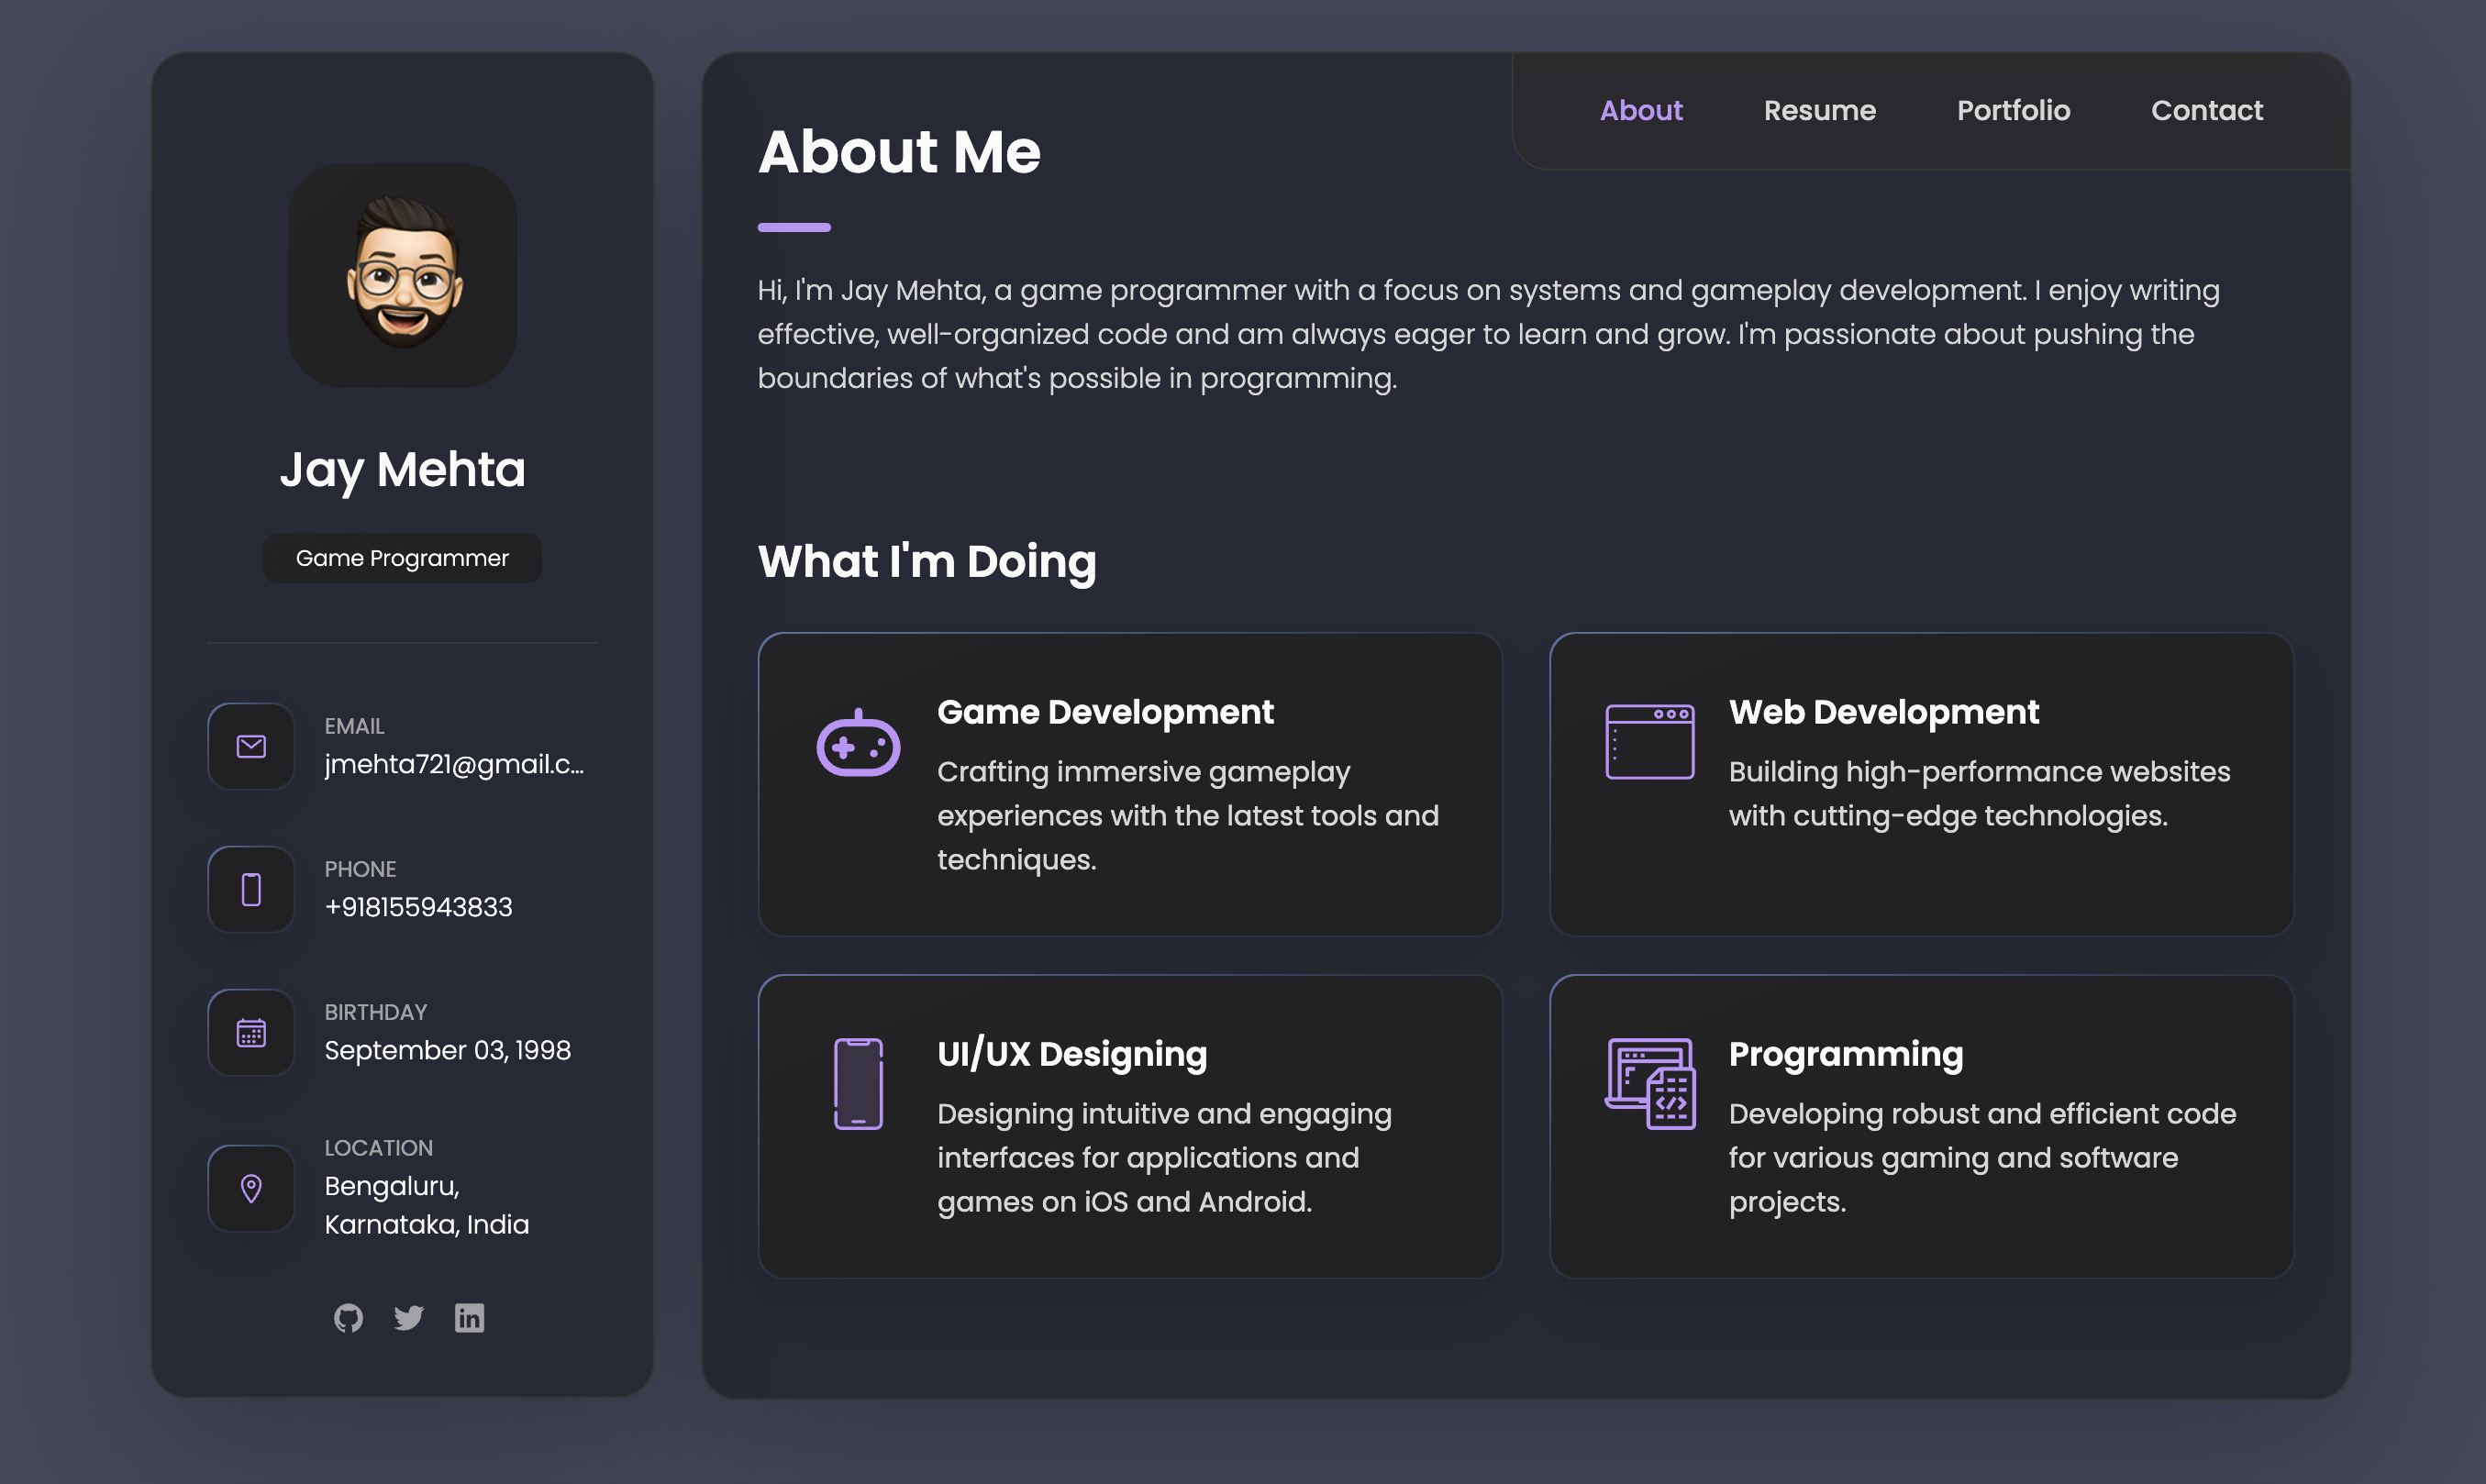 Jay Mehta
Game Programmer
EMAIL
jmehta721@gmail.c...
PHONE
+918155943833
BIRTHDAY
September 03, 1998
LOCATION
Bengaluru,
Karnataka, India
About Resume Portfolio Contact
About Me
Hi, I'm Jay Mehta, a game programmer with a focus on systems and gameplay development. I enjoy writing
effective, well-organized code and am always eager to learn and grow. I'm passionate about pushing the
boundaries of what's possible in programming.
What I'm Doing
Game Development
Crafting immersive gameplay
experiences with the latest tools and
techniques.
Web Development
Building high-performance websites
with cutting-edge technologies.
UI/UX Designing
Designing intuitive and engaging
interfaces for applications and
games on iOS and Android.
Programming
Developing robust and efficient code
for various gaming and software
projects.